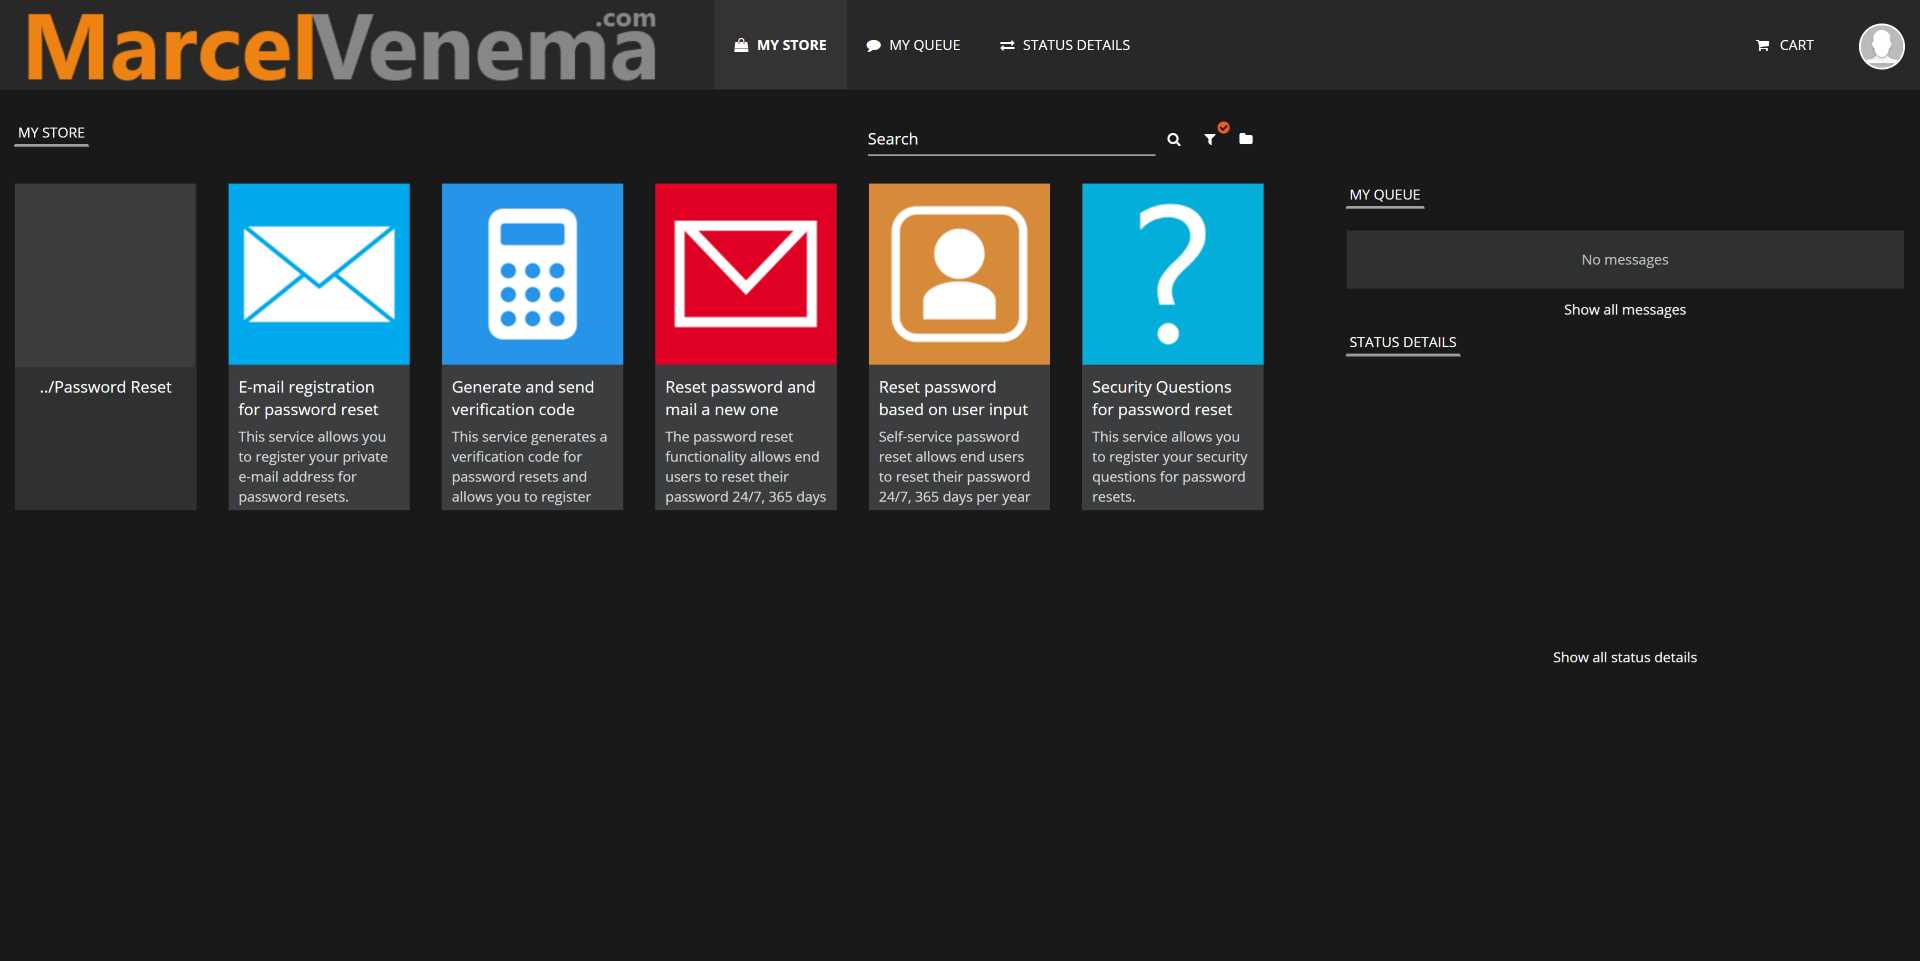 MarcelVenema.com
MY STORE
MY QUEUE
STATUS DETAILS
CART
MY STORE
Search
../Password Reset
E-mail registration
for password reset
This service allows you
to register your private
e-mail address for
password resets.
Generate and send
verification code
This service generates a
verification code for
password resets and
allows you to register
Reset password and
mail a new one
The password reset
functionality allows end
users to reset their
password 24/7, 365 days
Reset password
based on user input
Self-service password
reset allows end users
to reset their password
24/7, 365 days per year
Security Questions
for password reset
This service allows you
to register your security
questions for password
resets.
MY QUEUE
No messages
Show all messages
STATUS DETAILS
Show all status details